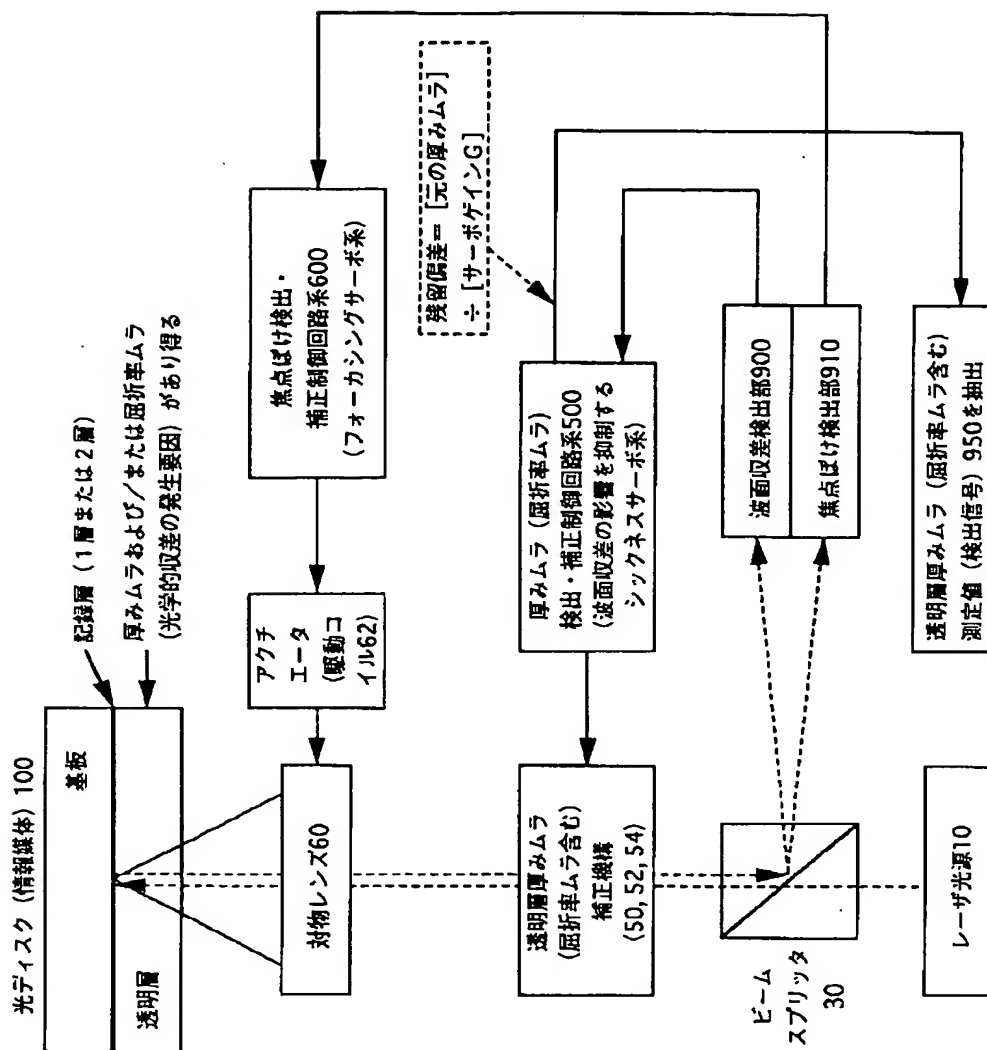 光ディスク (情報媒体) 100
基板
透明層
記録層 (1層または2層)
厚みムラおよび/または屈折率ムラ
(光学的収差の発生要因) があり得る
対物レンズ60
アクチ
エータ
(駆動コ
イル62)
焦点ぼけ検出・
補正制御回路系600
(フォーカシングサーボ系)
透明層厚みムラ
(屈折率ムラ含む)
補正機構
(50, 52, 54)
厚みムラ (屈折率ムラ)
検出・補正制御回路系500
(波面収差の影響を抑制する
シックネスサーボ系)
残留偏差= [元の厚みムラ]
÷ [サーボゲインG]
ビーム
スプリッタ
30
波面収差検出部900
焦点ぼけ検出部910
レーザ光源10
透明層厚みムラ (屈折率ムラ含む)
測定値 (検出信号) 950を抽出